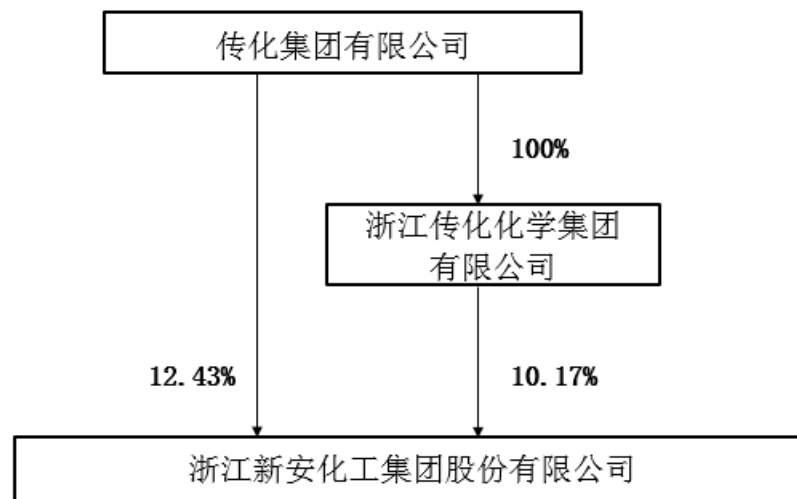 传化集团有限公司
100%
浙江传化化学集团
有限公司
12.43%
10.17%
浙江新安化工集团股份有限公司